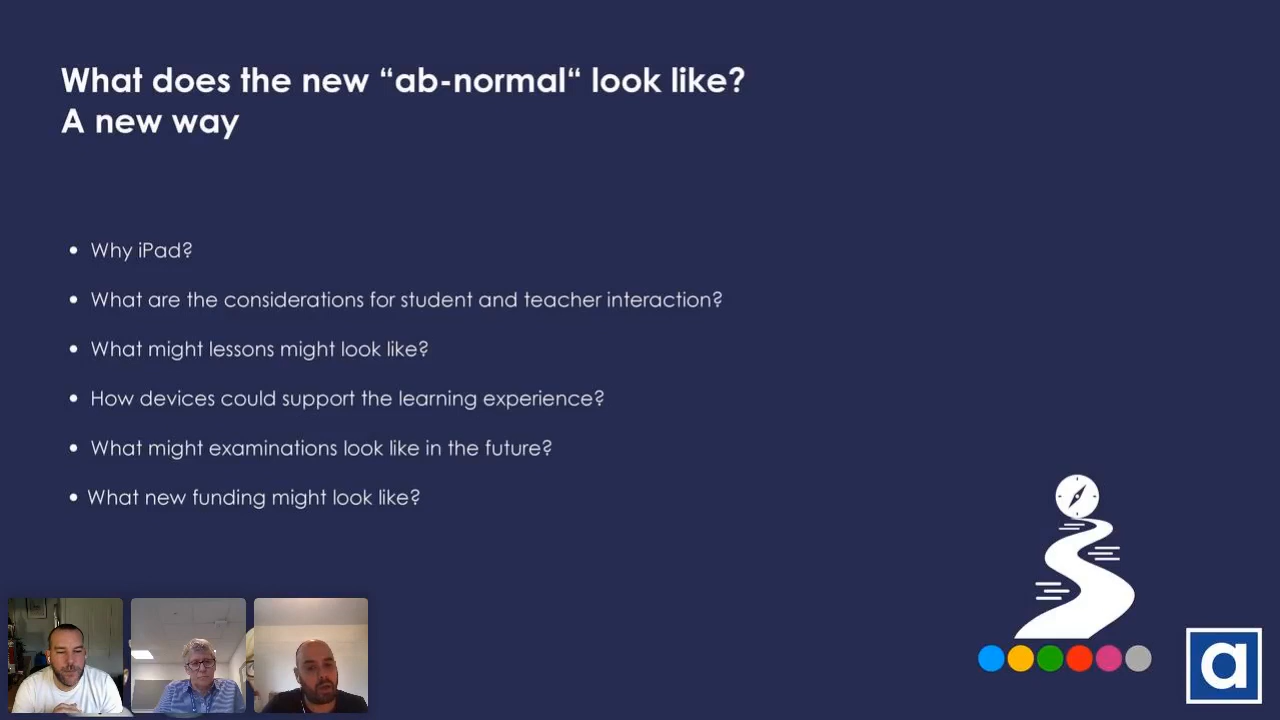 What does the new “ab-normal“ look like?
A new way
• Why iPad?
• What are the considerations for student and teacher interaction?
• What might lessons might look like?
• How devices could support the learning experience?
• What might examinations look like in the future?
• What new funding might look like?
a